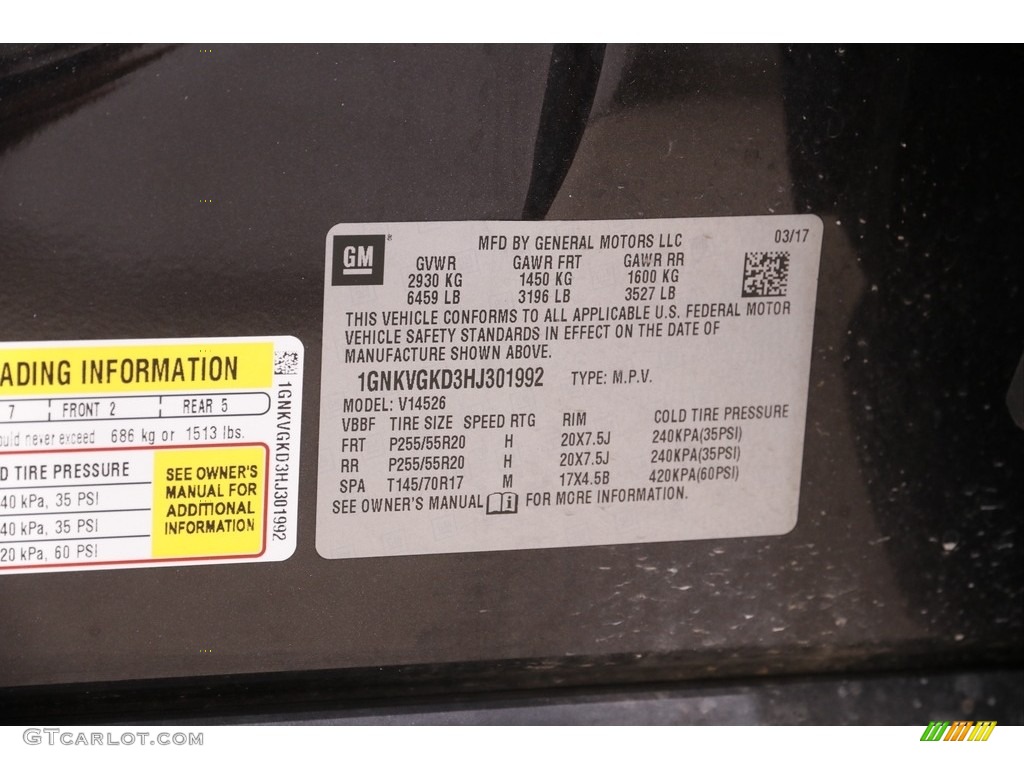 GM
MFD BY GENERAL MOTORS LLC 03/17
GVWR GAWR FRT GAWR RR
2930 KG 1450 KG 1600 KG
6459 LB 3196 LB 3527 LB
THIS VEHICLE CONFORMS TO ALL APPLICABLE U.S. FEDERAL MOTOR
VEHICLE SAFETY STANDARDS IN EFFECT ON THE DATE OF
MANUFACTURE SHOWN ABOVE.
1GNKVGKD3HJ301992 TYPE: M.P.V.
MODEL: V14526
VBBF TIRE SIZE SPEED RTG RIM COLD TIRE PRESSURE
FRT P255/55R20 H 20X7.5J 240KPA(35PSI)
RR P255/55R20 H 20X7.5J 240KPA(35PSI)
SPA T145/70R17 M 17X4.5B 420KPA(60PSI)
SEE OWNER'S MANUAL FOR MORE INFORMATION.
ADING INFORMATION
7 FRONT 2 REAR 5
ould never exceed 686 kg or 1513 lbs.
D TIRE PRESSURE
40 kPa, 35 PSI
40 kPa, 35 PSI
20 kPa, 60 PSI
SEE OWNER'S
MANUAL FOR
ADDITIONAL
INFORMATION
1GNKVGKD3HJ301992
GTCarlot.com